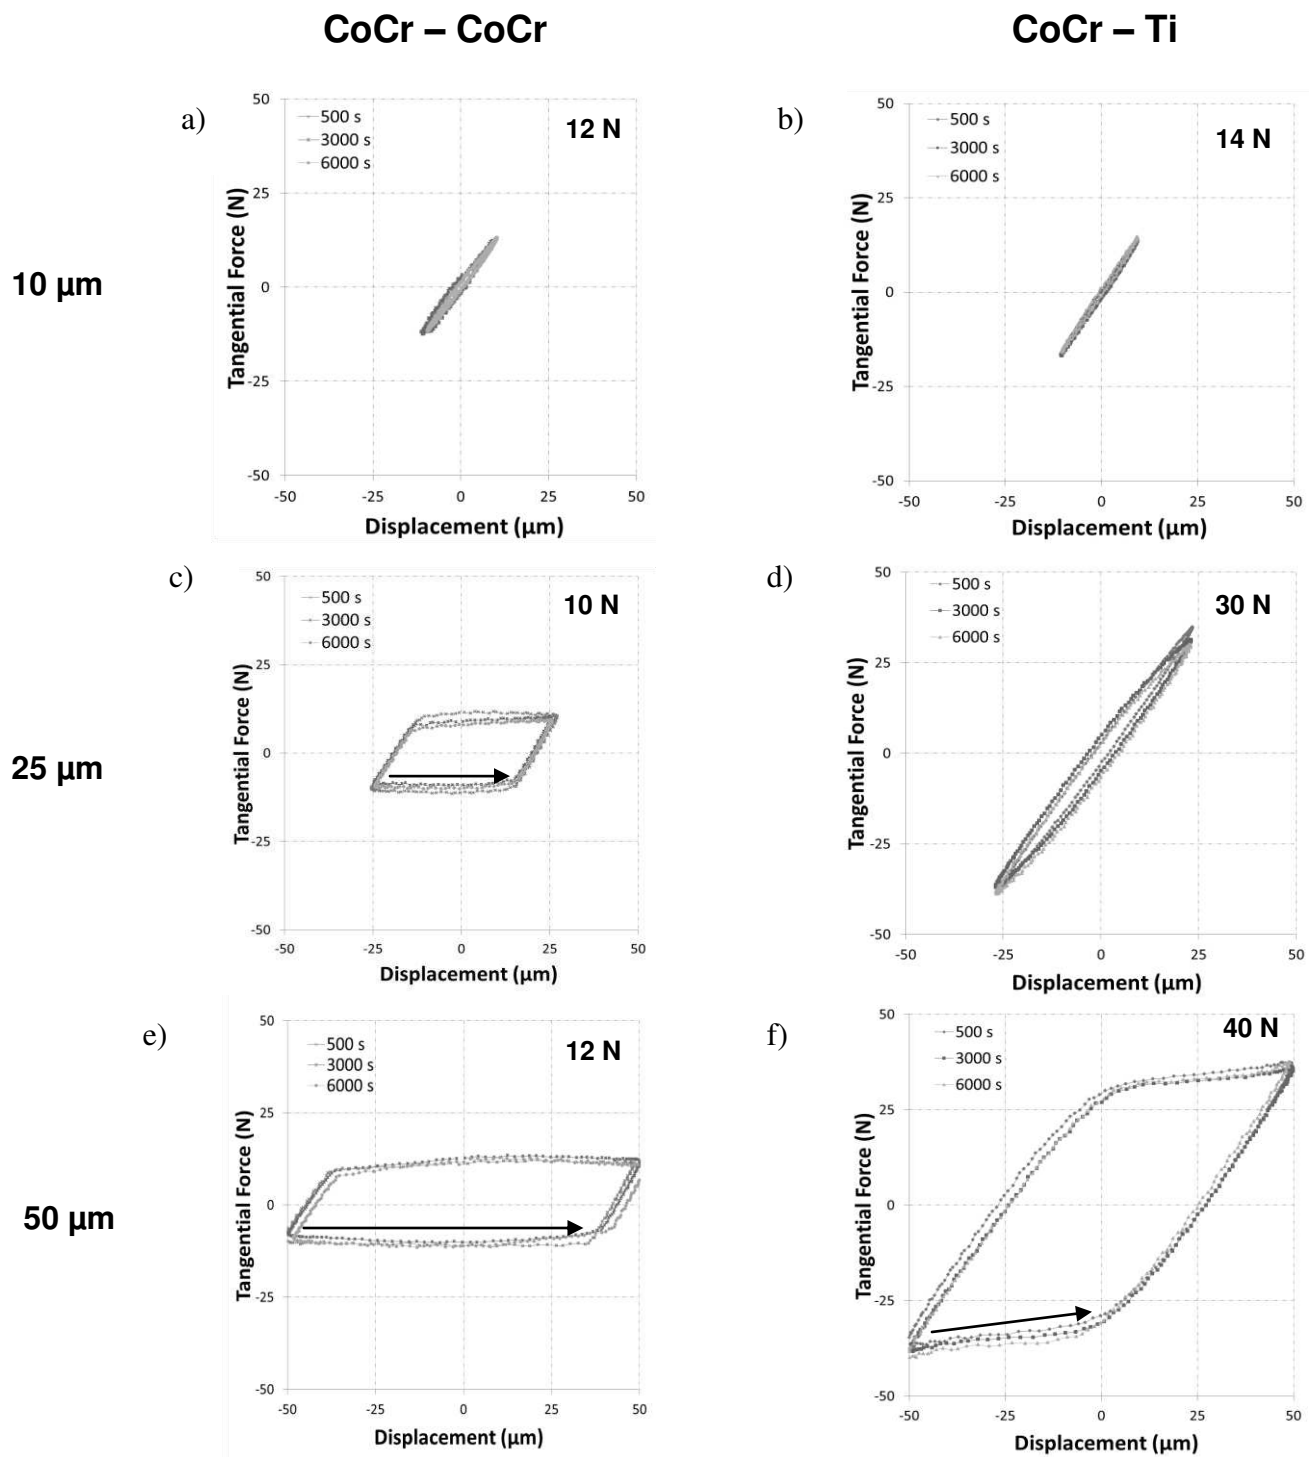 CoCr – CoCr
CoCr – Ti
10 µm
a)
500 s
3000 s
6000 s
12 N
50
25
0
-25
-50
-50 -25 0 25 50
Tangential Force (N)
Displacement (µm)
b)
500 s
3000 s
6000 s
14 N
50
25
0
-25
-50
-50 -25 0 25 50
Tangential Force (N)
Displacement (µm)
25 µm
c)
500 s
3000 s
6000 s
10 N
50
25
0
-25
-50
-50 -25 0 25 50
Tangential Force (N)
Displacement (µm)
d)
500 s
3000 s
6000 s
30 N
50
25
0
-25
-50
-50 -25 0 25 50
Tangential Force (N)
Displacement (µm)
50 µm
e)
500 s
3000 s
6000 s
12 N
50
25
0
-25
-50
-50 -25 0 25 50
Tangential Force (N)
Displacement (µm)
f)
500 s
3000 s
6000 s
40 N
50
25
0
-25
-50
-50 -25 0 25 50
Tangential Force (N)
Displacement (µm)